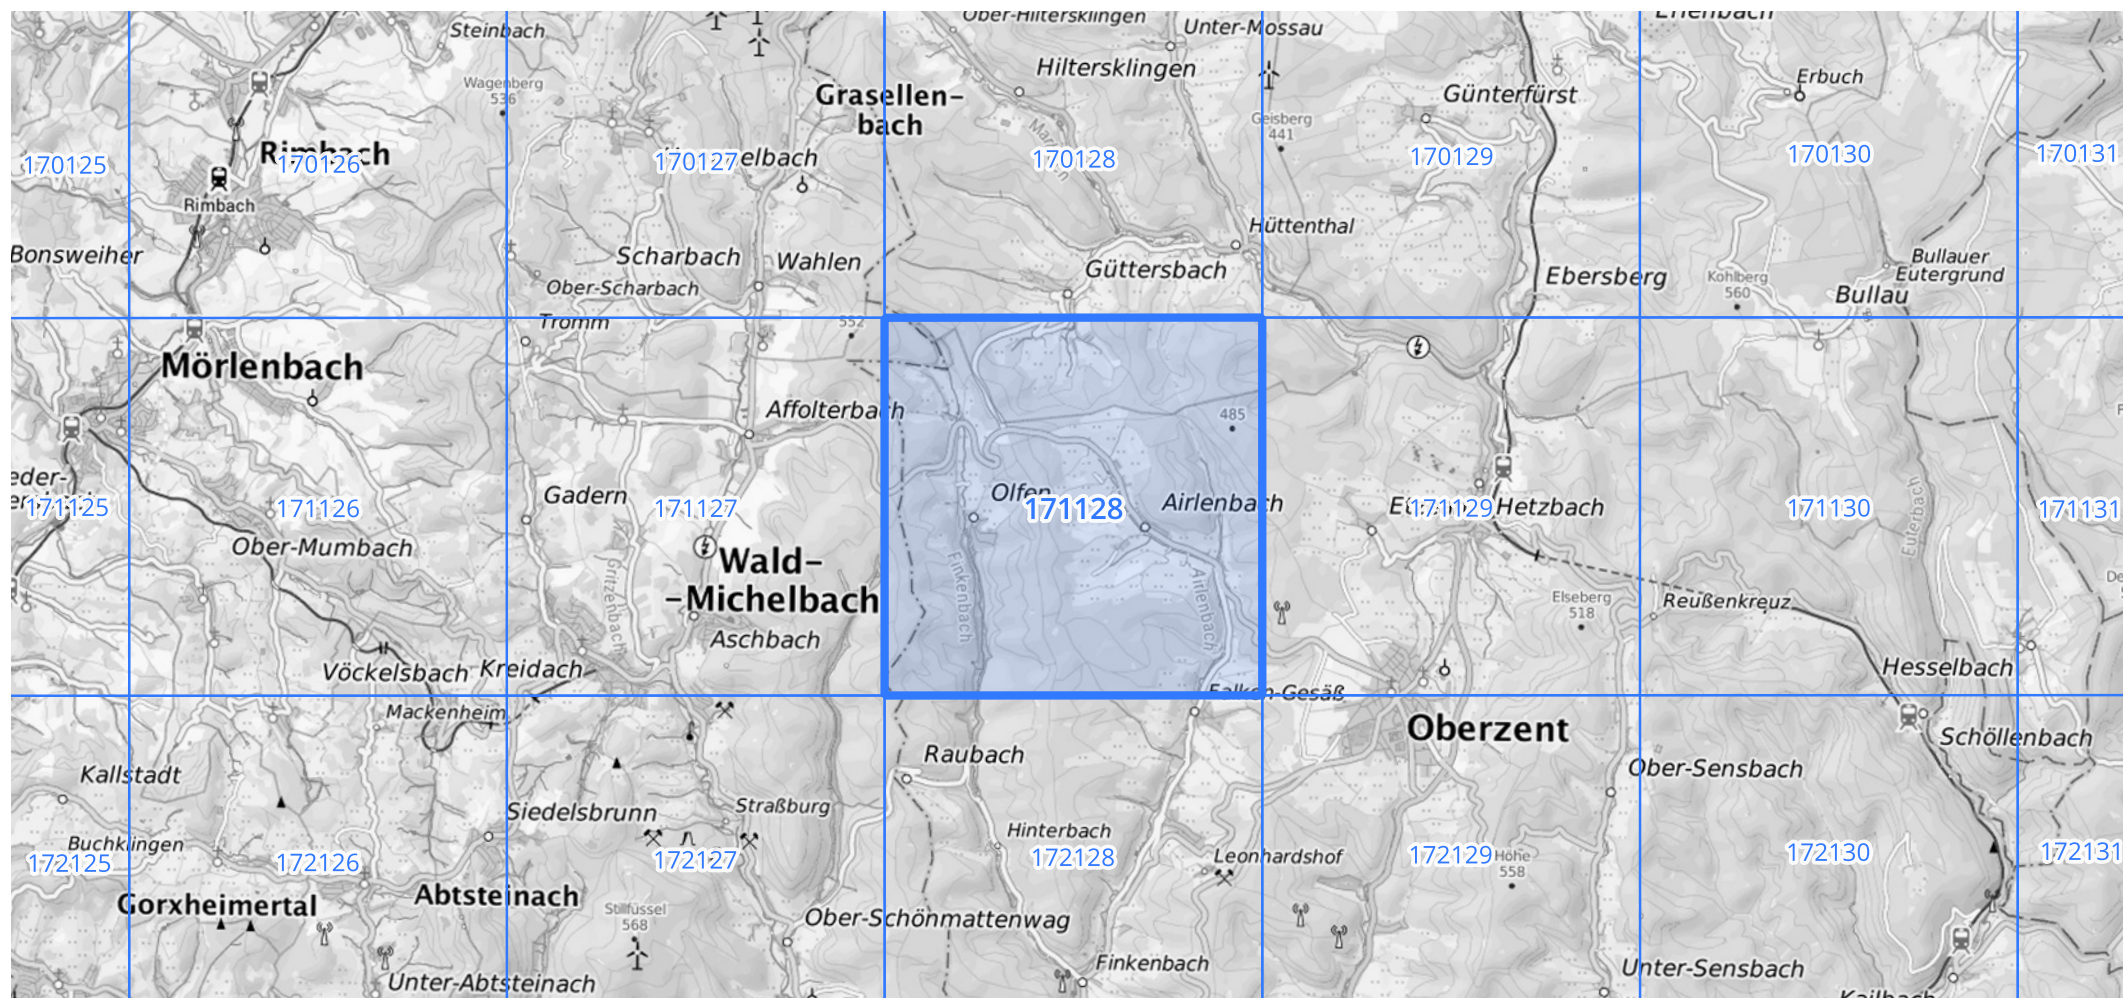 Ober-Hiltersklingen
Unter-Mossau
Steinbach
Hiltersklingen
Erbuch
Wagenberg
536
Grasellen-
bach
Günterfürst
Geisberg
441
Rimbach
170125
170126
170127
elbach
170128
170129
170130
170131
Rimbach
Hüttenthal
Bonsweiher
Scharbach
Wahlen
Güttersbach
Ebersberg
Bullauer
Eutergrund
Kohlberg
560
Bullau
Ober-Scharbach
Tromm
552
Mörlenbach
Affolterbach
485
Gadern
Olfen
Airlenbach
Hetzbach
171125
171126
171127
171128
171129
171130
171131
Euterbach
Ober-Mumbach
Wald-
-Michelbach
Gritzenbach
Finkenbach
Airlenbach
Elseberg
518
Reußenkreuz
Aschbach
Vöckelsbach
Kreidach
Hesselbach
Falken-Gesäß
Mackenheim
Oberzent
Schöllenbach
Kallstadt
Raubach
Ober-Sensbach
Siedelsbrunn
Straßburg
Buchklingen
Hinterbach
Leonhardshof
Höhe
558
172125
172126
172127
172128
172129
172130
172131
Gorxheimertal
Abtsteinach
Stillfüssel
568
Ober-Schönmattenwag
Finkenbach
Unter-Sensbach
Unter-Abtsteinach
Kailbach